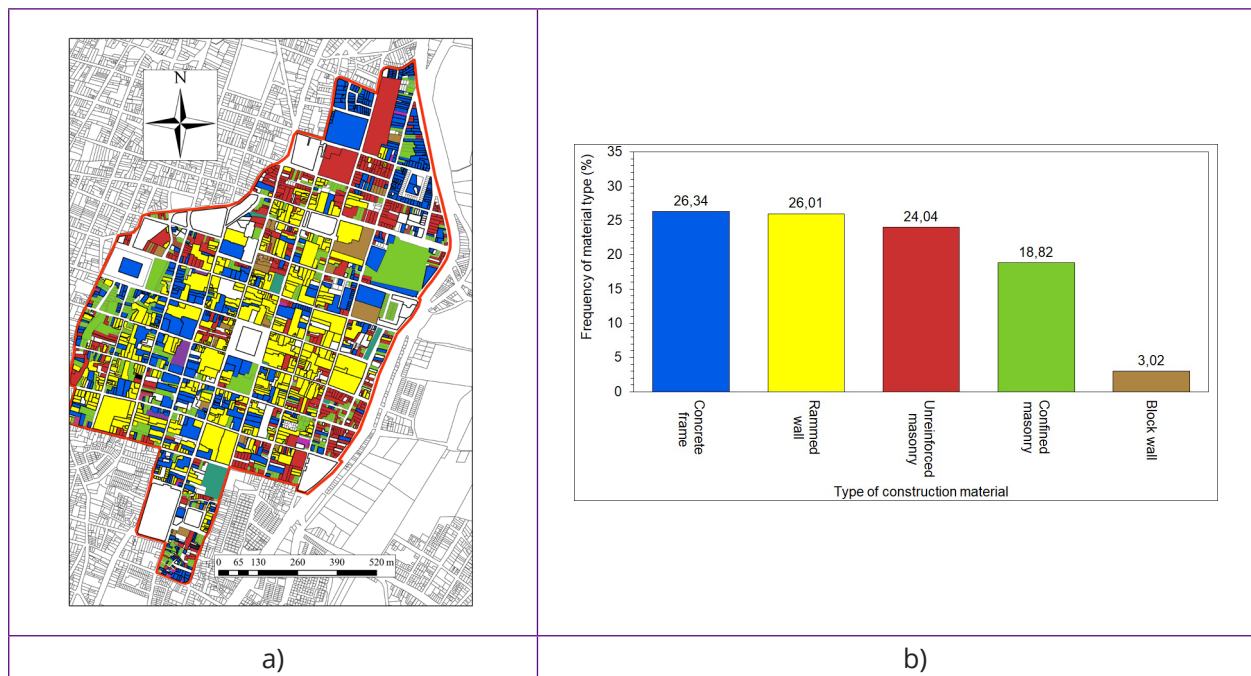 N
0 65 130 260 390 520 m
a)
Frequency of material type (%)
35
30
25
20
15
10
5
0
26,34
26,01
24,04
18,82
3,02
Concrete
frame
Rammed
wall
Unreinforced
masonry
Confined
masonry
Block wall
Type of construction material
b)